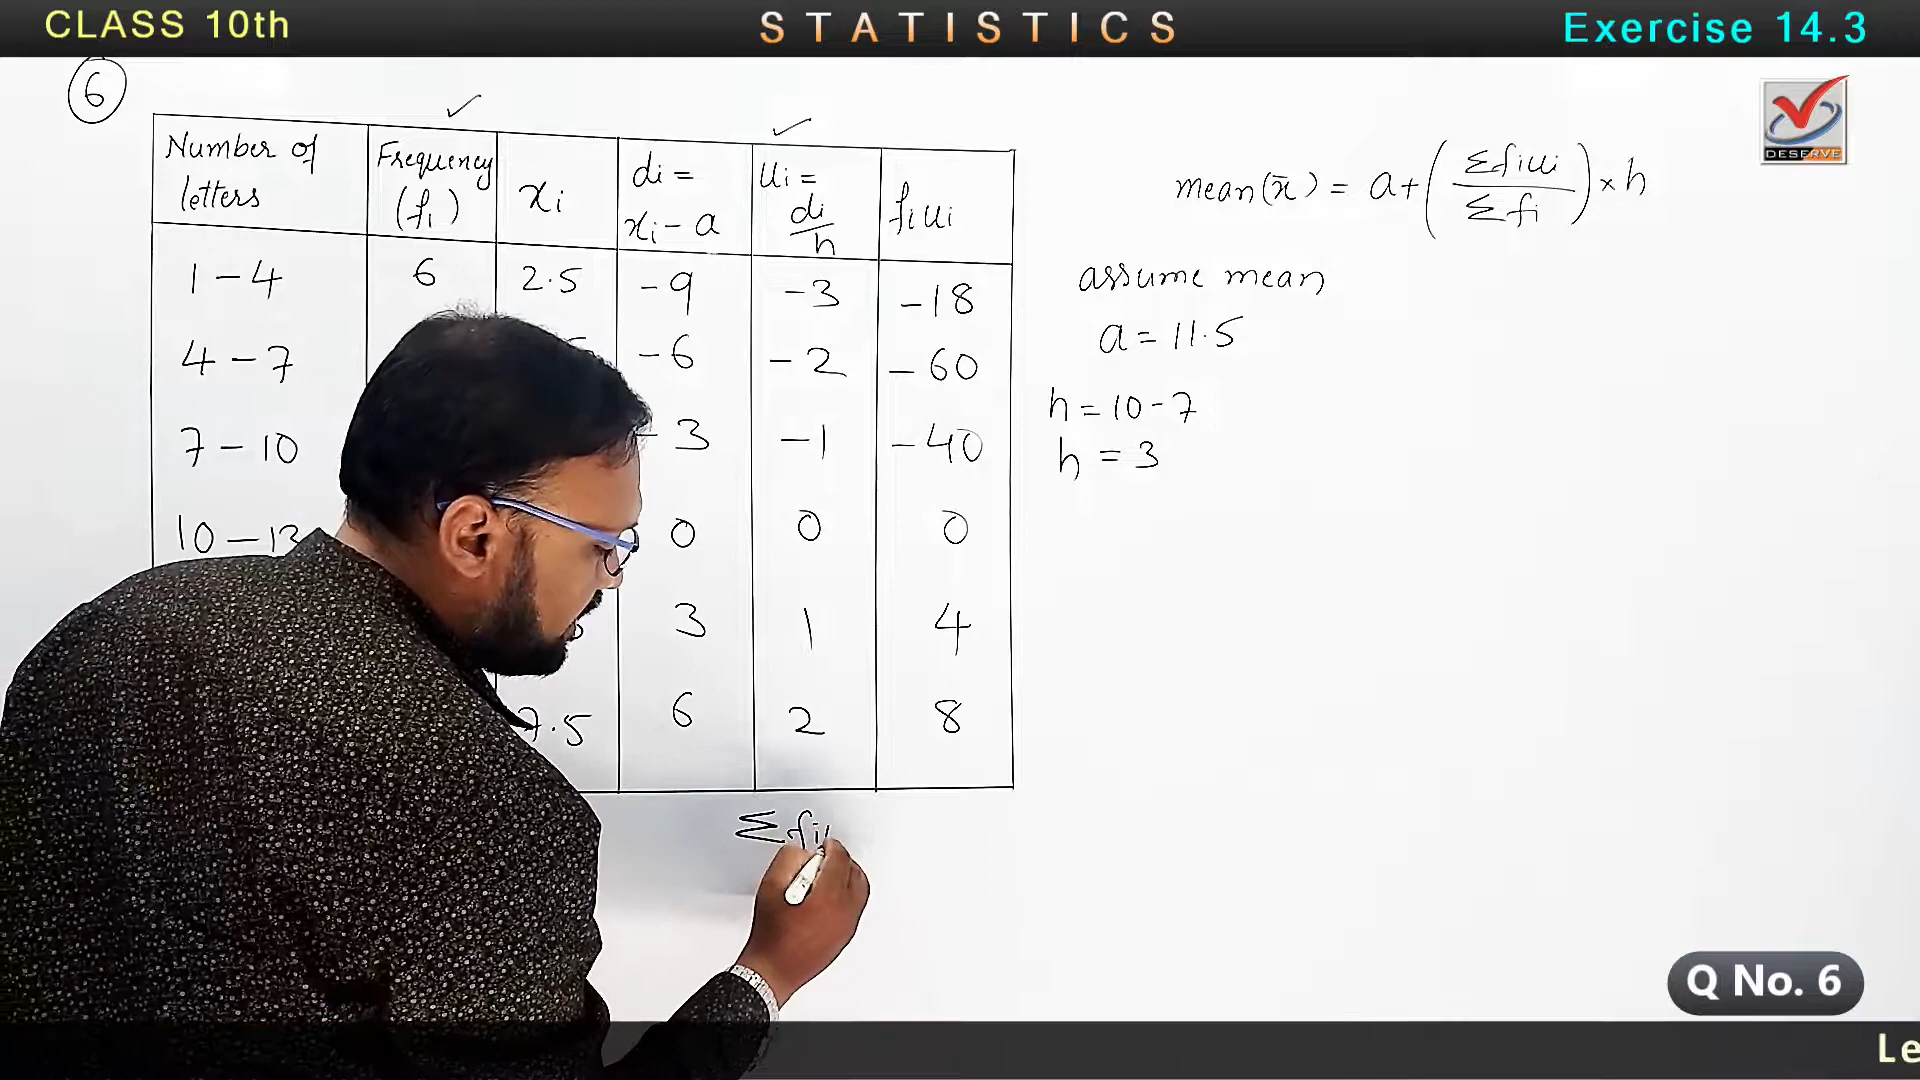 CLASS 10th
STATISTICS
Exercise 14.3
6
DESERVE
Number of letters
Frequency (fi)
xi
di = xi - a
ui = di/h
fiui
1 - 4 6 2.5 -9 -3 -18
4 - 7 -6 -2 -60
7 - 10 -3 -1 -40
10 - 13 0 0 0
3 1 4
7.5 6 2 8
Σfi
mean(x̄) = a+(Σfiui/Σfi)×h
assume mean
a = 11.5
h = 10 - 7
h = 3
Q No. 6
Le